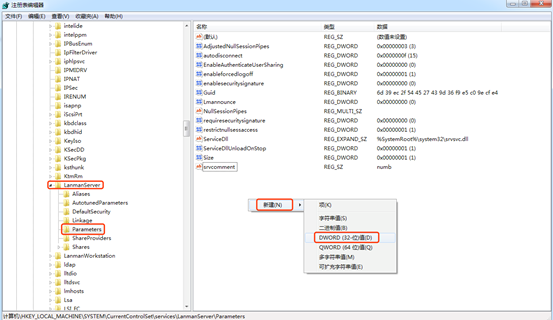 注册表编辑器
文件(F) 编辑(E) 查看(V) 收藏夹(A) 帮助(H)
intelide
intelppm
IPBusEnum
IpFilterDriver
iphlpsvc
IPMIDRV
IPNAT
IPSec
IRENUM
isapnp
iScsiPrt
kbdclass
kbdhid
KeyIso
KSecDD
KSecPkg
ksthunk
KtmRm
LanmanServer
Aliases
AutotunedParameters
DefaultSecurity
Linkage
Parameters
ShareProviders
Shares
LanmanWorkstation
ldap
lltdio
lltdsvc
lmhosts
Lsa
LSI_FC
名称 类型 数据
(默认) REG_SZ (数值未设置)
AdjustedNullSessionPipes REG_DWORD 0x00000003 (3)
autodisconnect REG_DWORD 0x0000000f (15)
EnableAuthenticateUserSharing REG_DWORD 0x00000000 (0)
enableforcedlogoff REG_DWORD 0x00000001 (1)
enablesecuritysignature REG_DWORD 0x00000000 (0)
Guid REG_BINARY 6d 39 ec 2f 54 45 27 43 9d 36 f9 e5 c0 9e cf e4
Lmannounce REG_DWORD 0x00000000 (0)
NullSessionPipes REG_MULTI_SZ
requiresecuritysignature REG_DWORD 0x00000000 (0)
restrictnullsessaccess REG_DWORD 0x00000001 (1)
ServiceDll REG_EXPAND_SZ %SystemRoot%\system32\srvsvc.dll
ServiceDllUnloadOnStop REG_DWORD 0x00000001 (1)
Size REG_DWORD 0x00000001 (1)
srvcomment REG_SZ numb
新建(N)
项(K)
字符串值(S)
二进制值(B)
DWORD (32-位)值(D)
QWORD (64 位)值(Q)
多字符串值(M)
可扩充字符串值(E)
计算机\HKEY_LOCAL_MACHINE\SYSTEM\CurrentControlSet\services\LanmanServer\Parameters